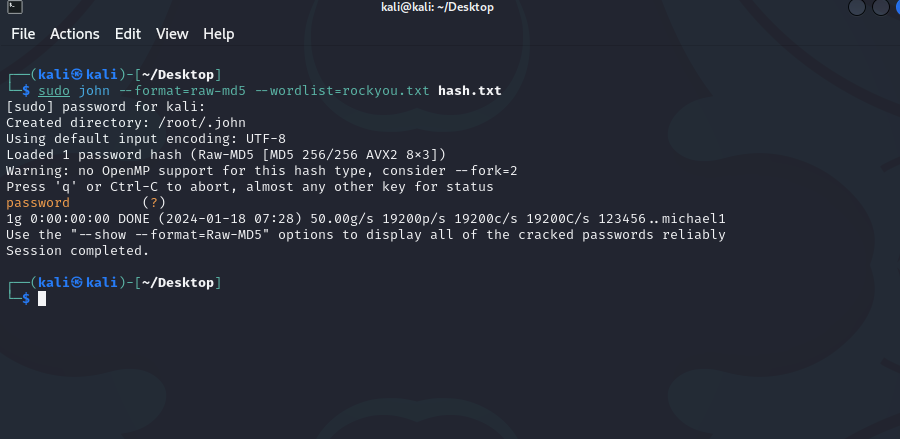 kali@kali: ~/Desktop
File Actions Edit View Help
┌──(kali㉿kali)-[~/Desktop]
└─$ sudo john --format=raw-md5 --wordlist=rockyou.txt hash.txt
[sudo] password for kali:
Created directory: /root/.john
Using default input encoding: UTF-8
Loaded 1 password hash (Raw-MD5 [MD5 256/256 AVX2 8×3])
Warning: no OpenMP support for this hash type, consider --fork=2
Press 'q' or Ctrl-C to abort, almost any other key for status
password         (?)
1g 0:00:00:00 DONE (2024-01-18 07:28) 50.00g/s 19200p/s 19200c/s 19200C/s 123456..michael1
Use the "--show --format=Raw-MD5" options to display all of the cracked passwords reliably
Session completed.
┌──(kali㉿kali)-[~/Desktop]
└─$